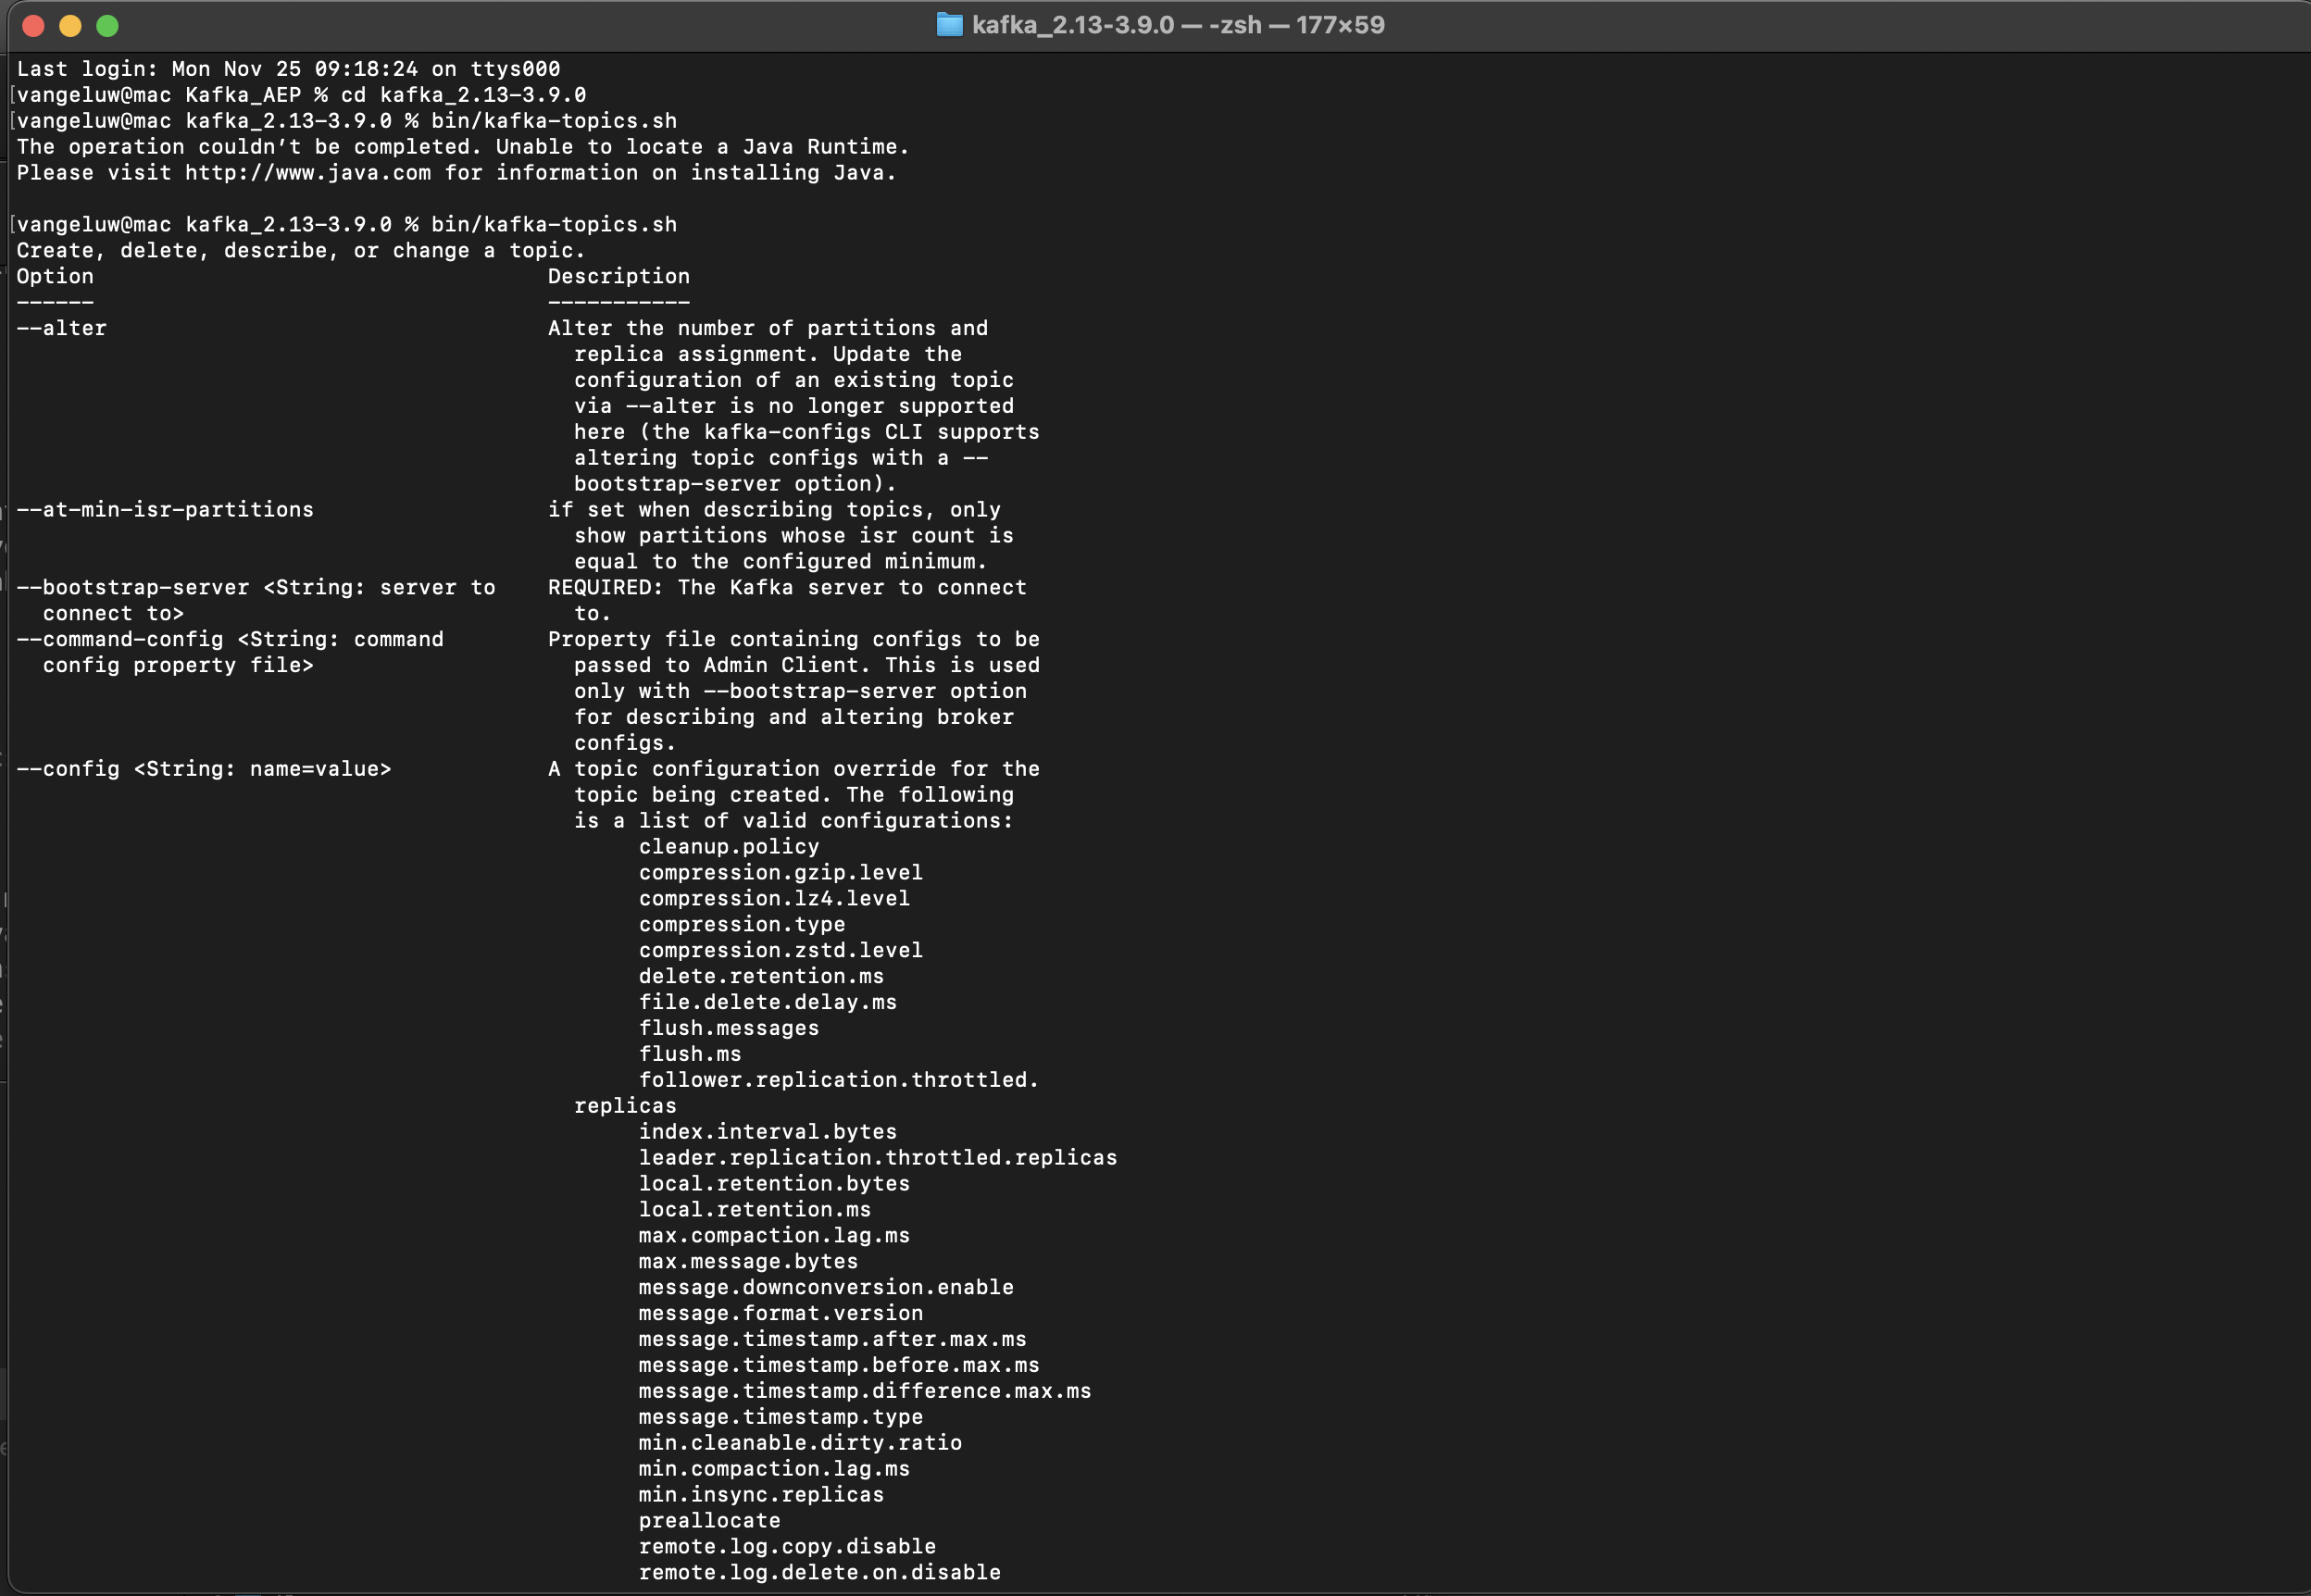 kafka_2.13-3.9.0 — -zsh — 177×59
Last login: Mon Nov 25 09:18:24 on ttys000
[vangeluw@mac Kafka_AEP % cd kafka_2.13-3.9.0
[vangeluw@mac kafka_2.13-3.9.0 % bin/kafka-topics.sh
The operation couldn’t be completed. Unable to locate a Java Runtime.
Please visit http://www.java.com for information on installing Java.
[vangeluw@mac kafka_2.13-3.9.0 % bin/kafka-topics.sh
Create, delete, describe, or change a topic.
Option Description
------ -----------
--alter Alter the number of partitions and
replica assignment. Update the
configuration of an existing topic
via --alter is no longer supported
here (the kafka-configs CLI supports
altering topic configs with a --
bootstrap-server option).
--at-min-isr-partitions if set when describing topics, only
show partitions whose isr count is
equal to the configured minimum.
--bootstrap-server <String: server to REQUIRED: The Kafka server to connect
connect to> to.
--command-config <String: command Property file containing configs to be
config property file> passed to Admin Client. This is used
only with --bootstrap-server option
for describing and altering broker
configs.
--config <String: name=value> A topic configuration override for the
topic being created. The following
is a list of valid configurations:
cleanup.policy
compression.gzip.level
compression.lz4.level
compression.type
compression.zstd.level
delete.retention.ms
file.delete.delay.ms
flush.messages
flush.ms
follower.replication.throttled.
replicas
index.interval.bytes
leader.replication.throttled.replicas
local.retention.bytes
local.retention.ms
max.compaction.lag.ms
max.message.bytes
message.downconversion.enable
message.format.version
message.timestamp.after.max.ms
message.timestamp.before.max.ms
message.timestamp.difference.max.ms
message.timestamp.type
min.cleanable.dirty.ratio
min.compaction.lag.ms
min.insync.replicas
preallocate
remote.log.copy.disable
remote.log.delete.on.disable